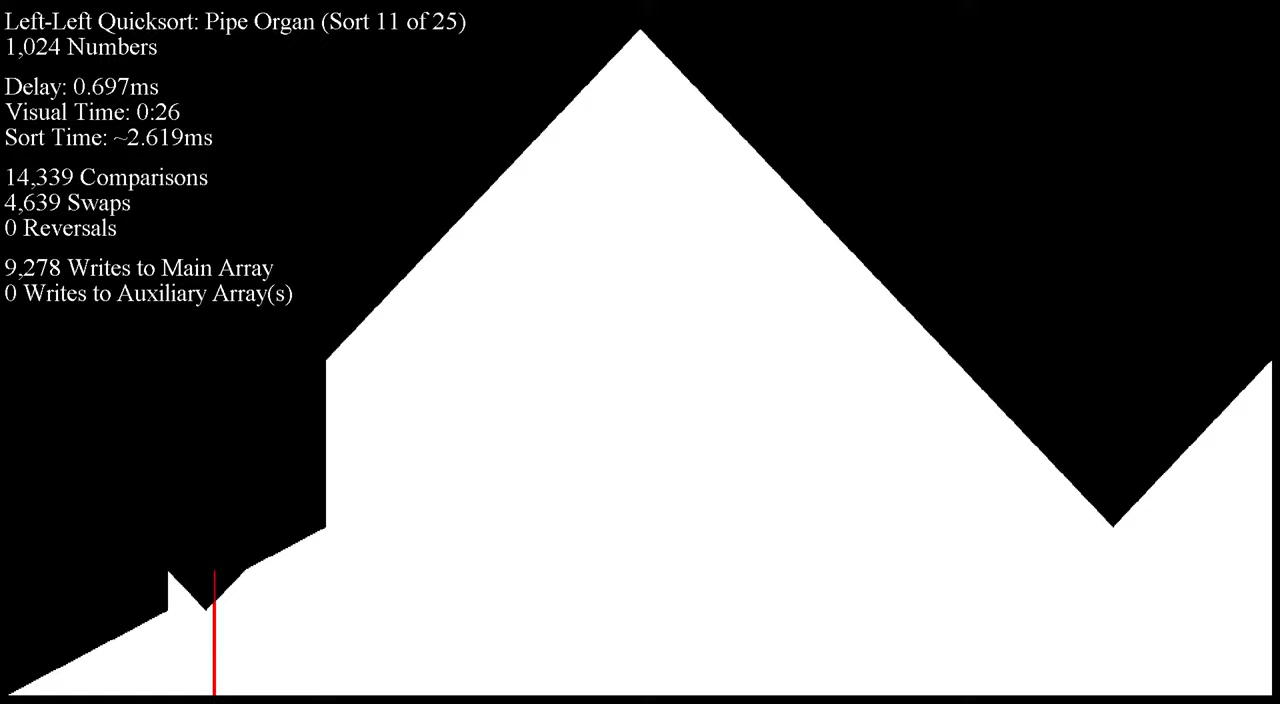 Left-Left Quicksort: Pipe Organ (Sort 11 of 25)
1,024 Numbers
Delay: 0.697ms
Visual Time: 0:26
Sort Time: ~2.619ms
14,339 Comparisons
4,639 Swaps
0 Reversals
9,278 Writes to Main Array
0 Writes to Auxiliary Array(s)